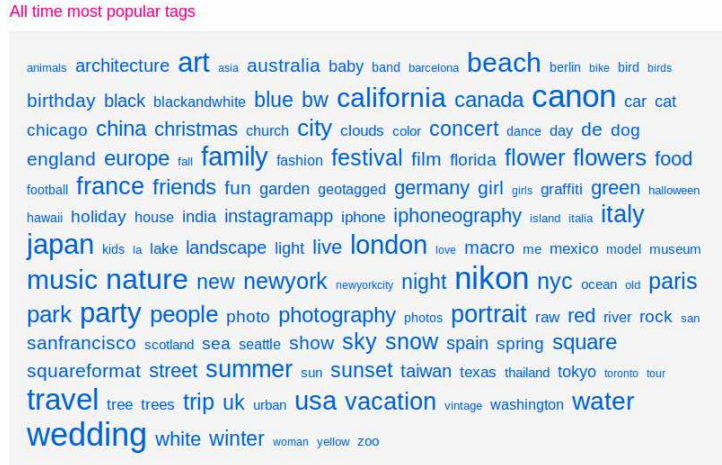 All time most popular tags
animals architecture art asia australia baby band barcelona beach berlin bike bird birds
birthday black blackandwhite blue bw california canada canon car cat
chicago china christmas church city clouds color concert dance day de dog
england europe fall family fashion festival film florida flower flowers food
football france friends fun garden geotagged germany girl girls graffiti green halloween
hawaii holiday house india instagramapp iphone iphoneography island italia italy
japan kids la lake landscape light live london love macro me mexico model museum
music nature new newyork newyorkcity night nikon nyc ocean old paris
park party people photo photography photos portrait raw red river rock san
sanfrancisco scotland sea seattle show sky snow spain spring square
squareformat street summer sun sunset taiwan texas thailand tokyo toronto tour
travel tree trees trip uk urban usa vacation vintage washington water
wedding white winter woman yellow zoo